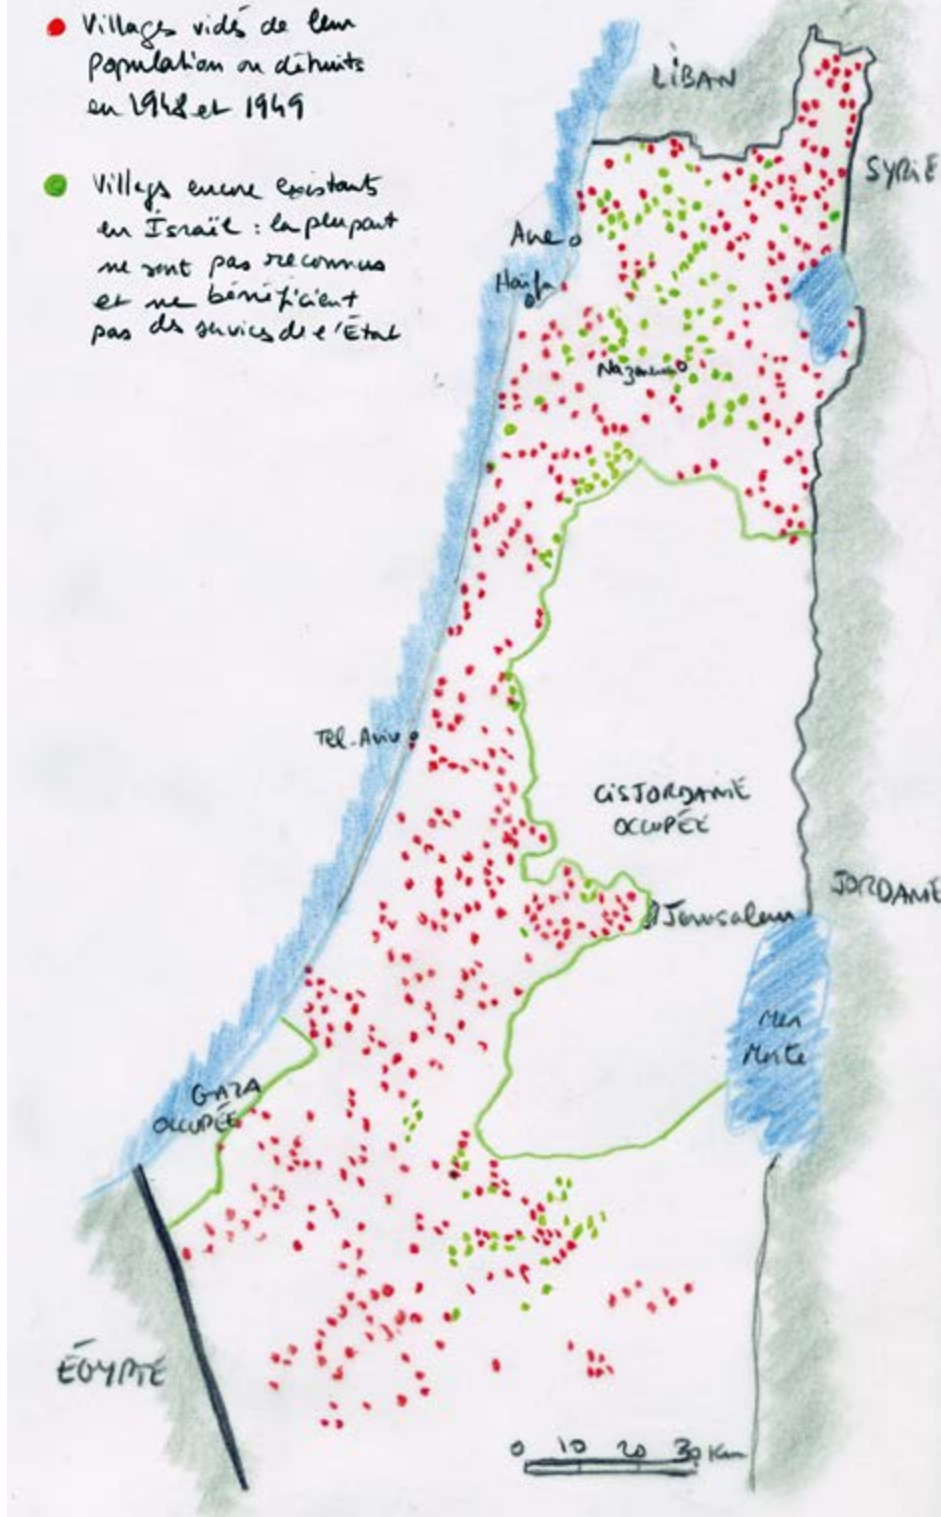 Villages vidés de leur
population ou détruits
en 1948 et 1949
Villages encore existants
en Israël : la plupart
ne sont pas reconnus
et ne bénéficient
pas des services de l'État
LIBAN
SYRIE
Acre
Haïfa
Nazareth
Tel-Aviv
CISJORDANIE
OCCUPÉE
JORDANIE
Jerusalem
Mer
Morte
GAZA
OCCUPÉE
ÉGYPTE
0 10 20 30 Km